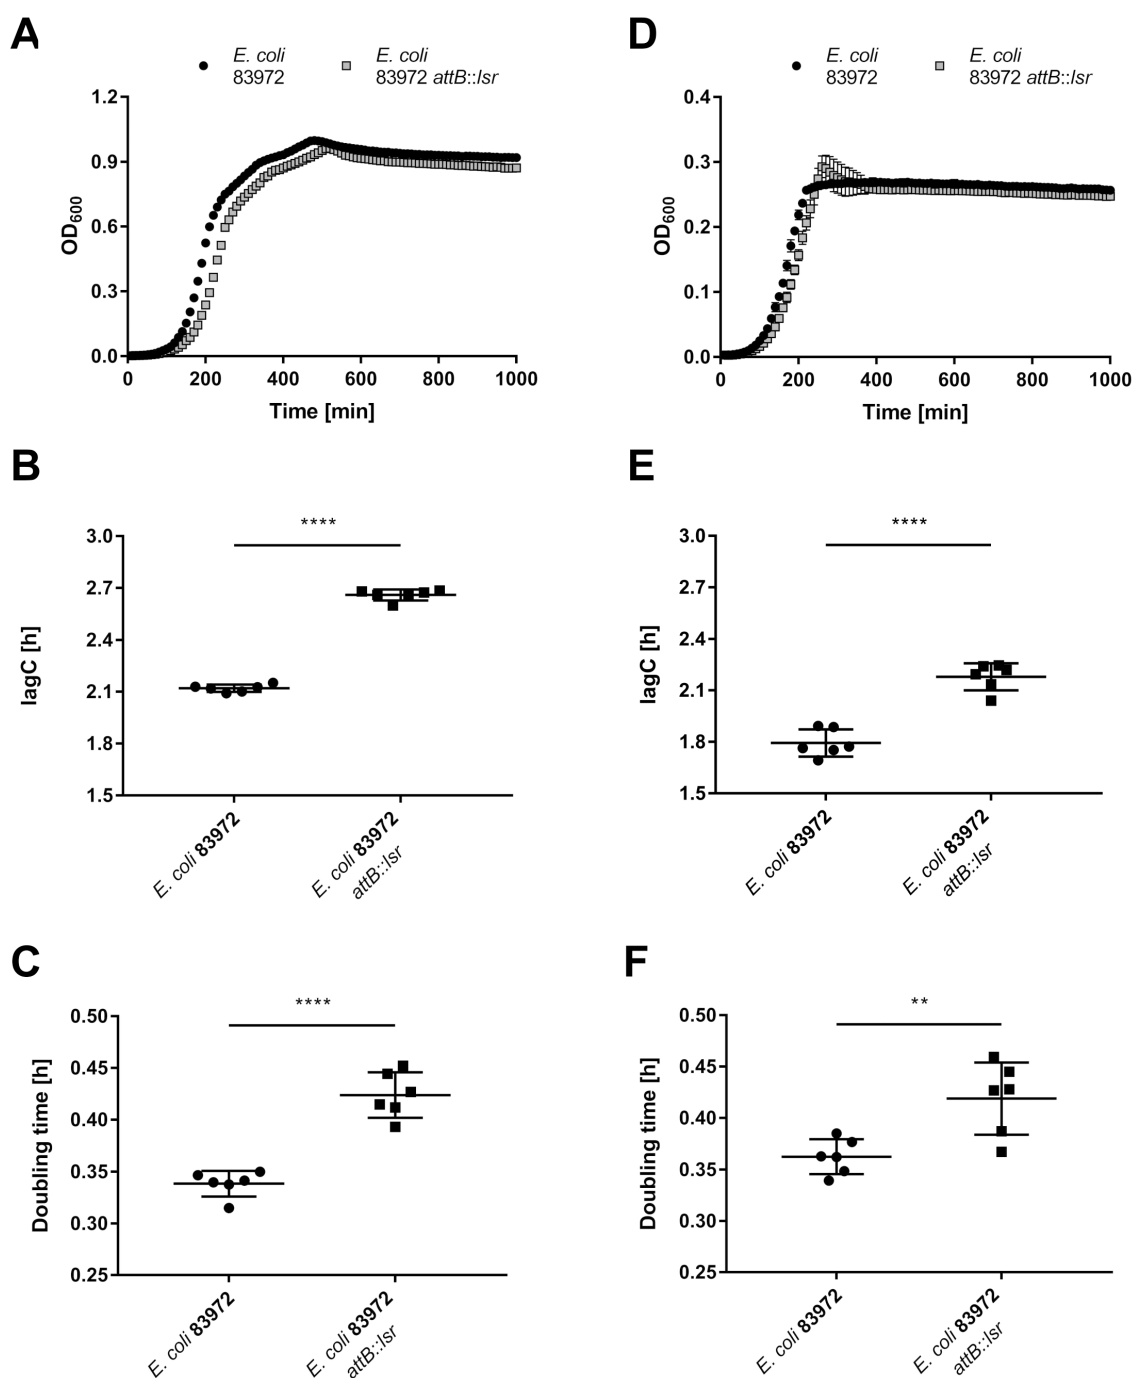 A
E. coli
83972
E. coli
83972 attB::lsr
OD600
1.2
0.9
0.6
0.3
0.0
0
200
400
600
800
1000
Time [min]
D
E. coli
83972
E. coli
83972 attB::lsr
OD600
0.4
0.3
0.2
0.1
0.0
0
200
400
600
800
1000
Time [min]
B
****
lagC [h]
3.0
2.7
2.4
2.1
1.8
1.5
E. coli 83972
E. coli 83972
attB::lsr
E
****
lagC [h]
3.0
2.7
2.4
2.1
1.8
1.5
E. coli 83972
E. coli 83972
attB::lsr
C
****
Doubling time [h]
0.50
0.45
0.40
0.35
0.30
0.25
E. coli 83972
E. coli 83972
attB::lsr
F
**
Doubling time [h]
0.50
0.45
0.40
0.35
0.30
0.25
E. coli 83972
E. coli 83972
attB::lsr